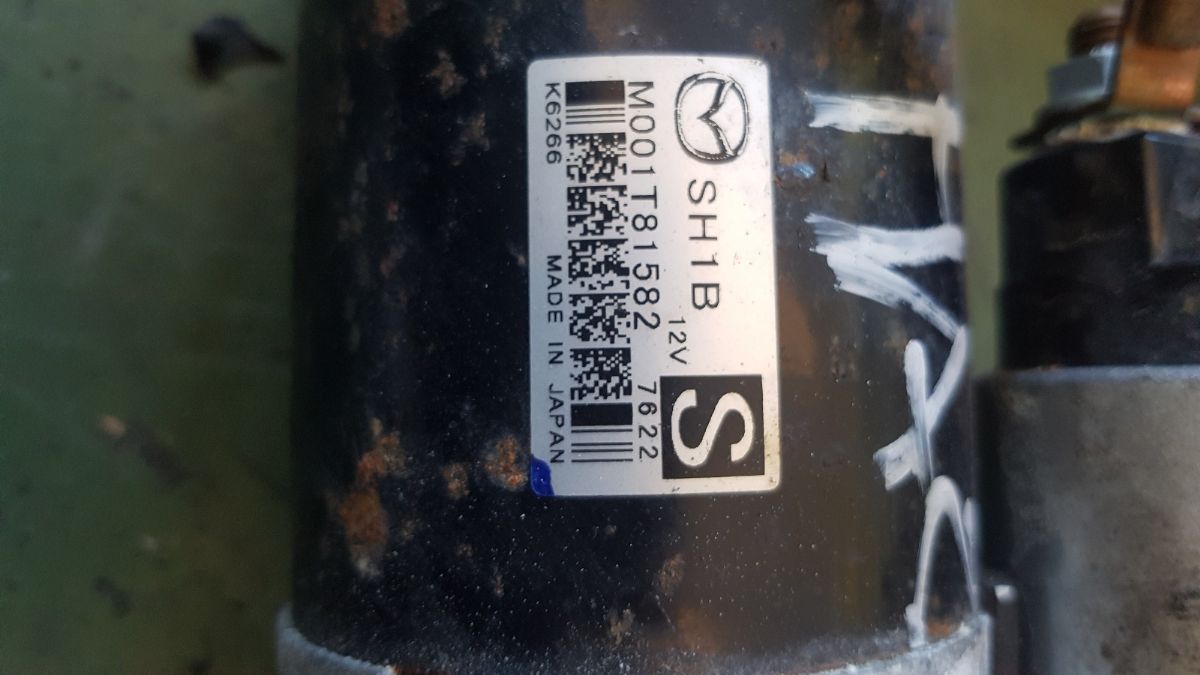 SH1B
12V
S
M001T81582 7622
K6266 MADE IN JAPAN